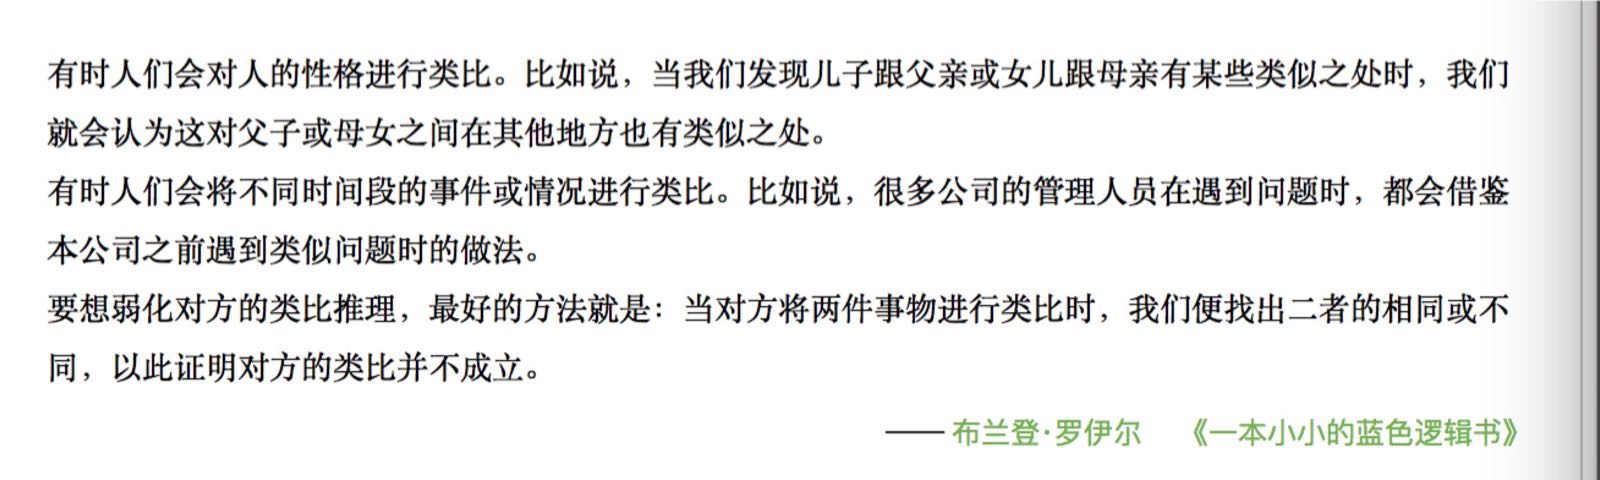 有时人们会对人的性格进行类比。比如说，当我们发现儿子跟父亲或女儿跟母亲有某些类似之处时，我们
就会认为这对父子或母女之间在其他地方也有类似之处。
有时人们会将不同时间段的事件或情况进行类比。比如说，很多公司的管理人员在遇到问题时，都会借鉴
本公司之前遇到类似问题时的做法。
要想弱化对方的类比推理，最好的方法就是：当对方将两件事物进行类比时，我们便找出二者的相同或不
同，以此证明对方的类比并不成立。
—— 布兰登·罗伊尔 《一本小小的蓝色逻辑书》